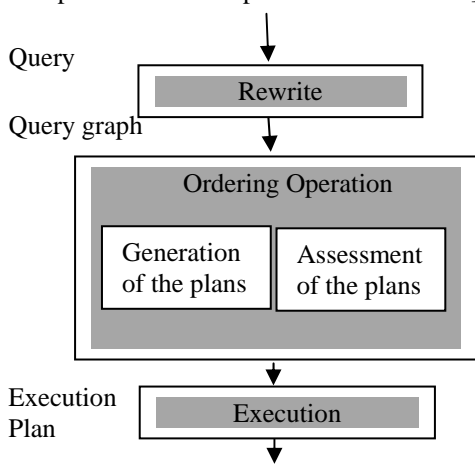 Query
Rewrite
Query graph
Ordering Operation
Generation
of the plans
Assessment
of the plans
Execution
Plan
Execution